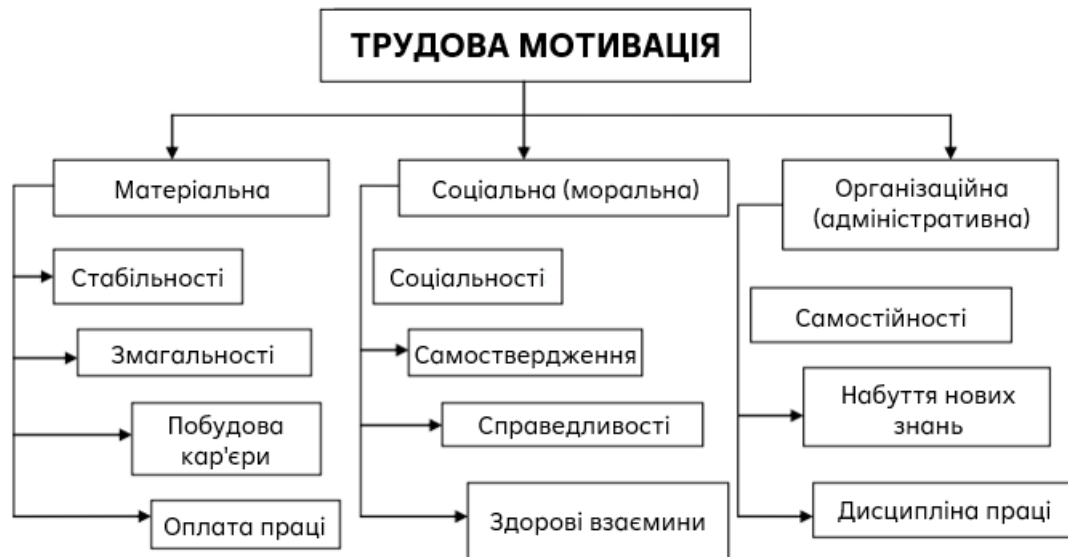 ТРУДОВА МОТИВАЦІЯ
Матеріальна
Стабільності
Змагальності
Побудова
кар'єри
Оплата праці
Соціальна (моральна)
Соціальності
Самоствердження
Справедливості
Здорові взаємини
Організаційна
(адміністративна)
Самостійності
Набуття нових
знань
Дисципліна праці